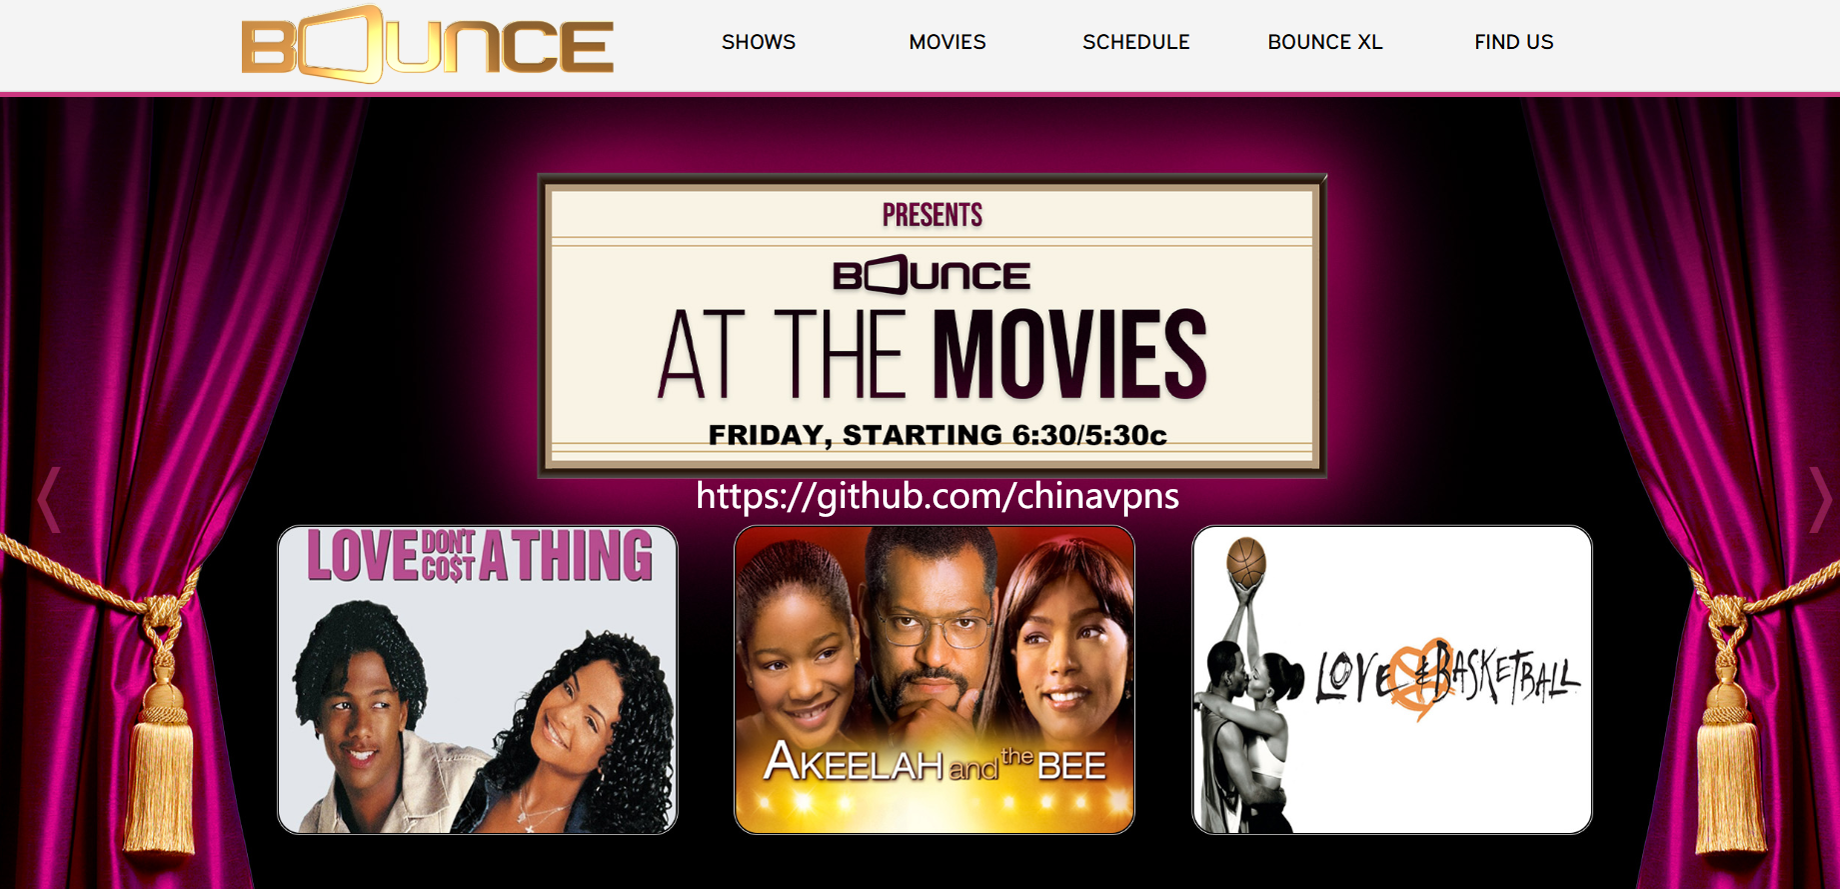 BOUNCE
SHOWS
MOVIES
SCHEDULE
BOUNCE XL
FIND US
PRESENTS
BOUNCE
AT THE MOVIES
FRIDAY, STARTING 6:30/5:30c
https://github.com/chinavpns
LOVE DON'T CO$T A THING
AKEELAH and the BEE
LOVE & BASKETBALL